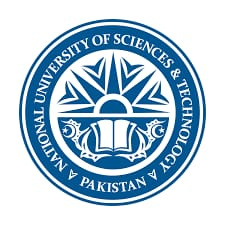 NATIONAL UNIVERSITY OF SCIENCES & TECHNOLOGY
PAKISTAN